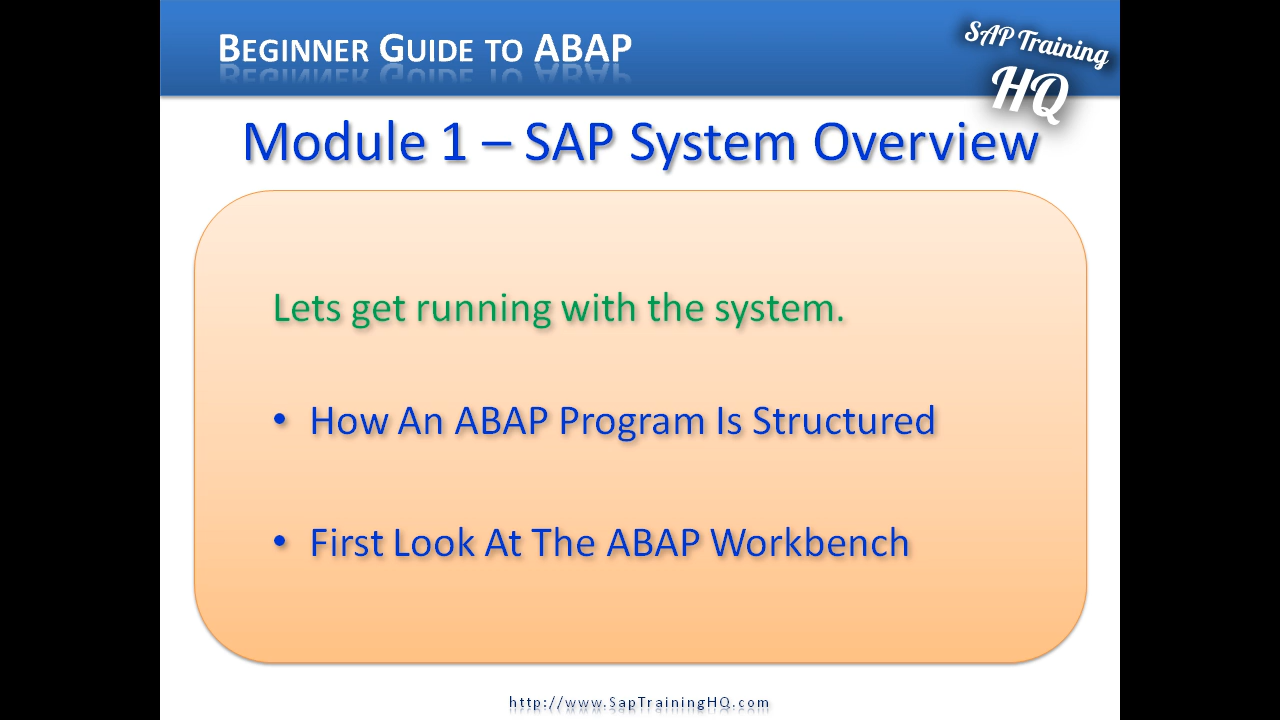 BEGINNER GUIDE TO ABAP
SAP Training
HQ
Module 1 – SAP System Overview
Lets get running with the system.
• How An ABAP Program Is Structured
• First Look At The ABAP Workbench
http://www.SapTrainingHQ.com